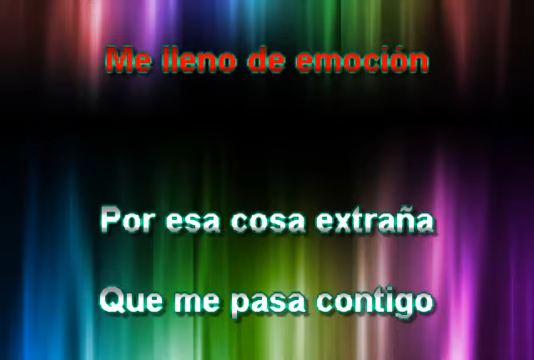 Me lleno de emoción
Por esa cosa extraña
Que me pasa contigo